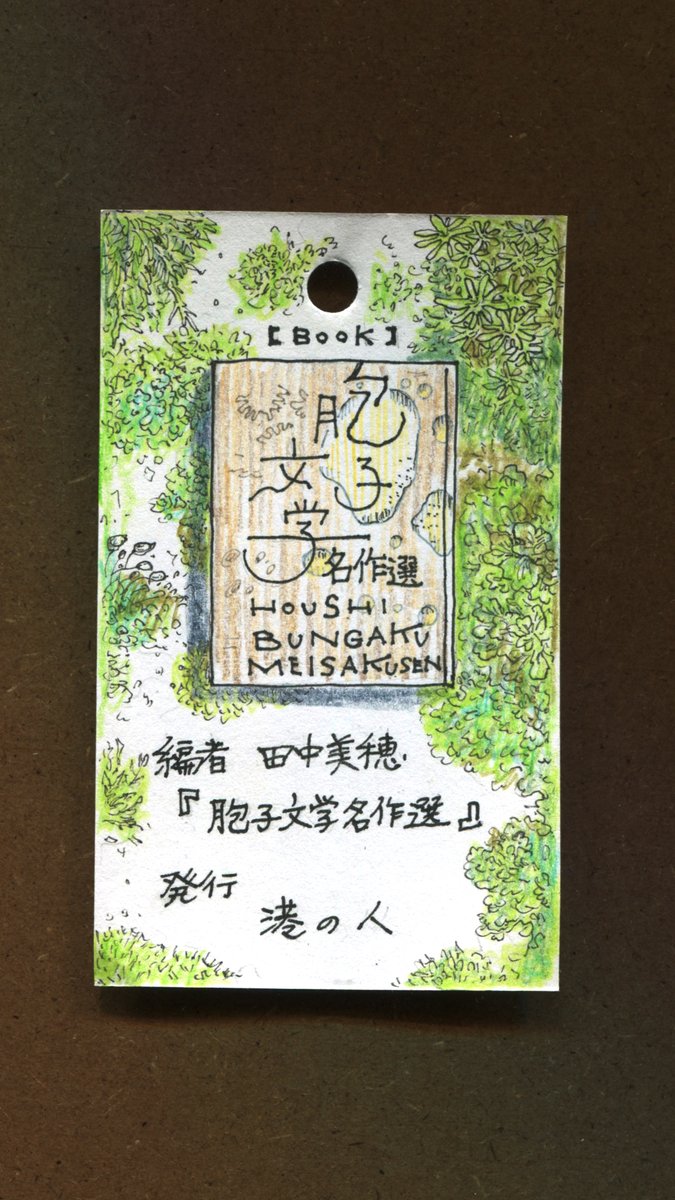 【BOOK】
胞子
文学
名作選
HOUSHI
BUNGAKU
MEISAKUSEN
編者 田中美穂
『胞子文学名作選』
発行
港の人